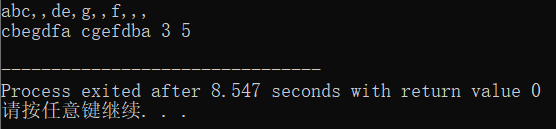 abc,,de,g,,f,,,
cbegdfa cgefdba 3 5
--------------------------------
Process exited after 8.547 seconds with return value 0
请按任意键继续. . .